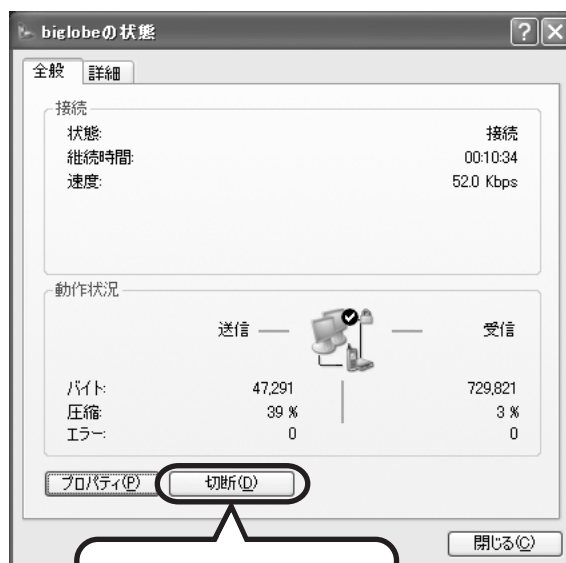 biglobeの状態
全般 詳細
接続
状態: 接続
継続時間: 00:10:34
速度: 52.0 Kbps
動作状況
送信 受信
バイト: 47,291 729,821
圧縮: 39 % 3 %
エラー: 0 0
プロパティ(P) 切断(D)
閉じる(C)